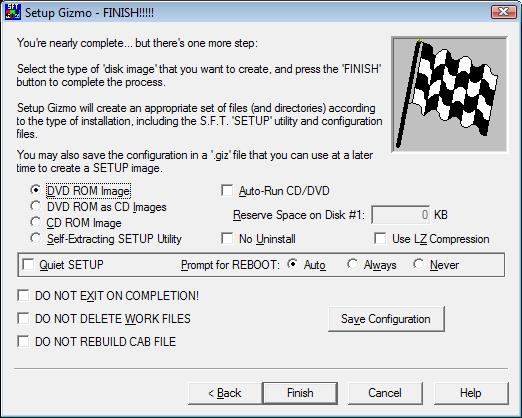 Setup Gizmo - FINISH!!!!!
You're nearly complete... but there's one more step:
Select the type of 'disk image' that you want to create, and press the 'FINISH'
button to complete the process.
Setup Gizmo will create an appropriate set of files (and directories) according
to the type of installation, including the S.F.T. 'SETUP' utility and configuration
files.
You may also save the configuration in a '.giz' file that you can use at a later
time to create a SETUP image.
DVD ROM Image
Auto-Run CD/DVD
DVD ROM as CD Images
Reserve Space on Disk #1: 0 KB
CD ROM Image
Self-Extracting SETUP Utility
No Uninstall
Use LZ Compression
Quiet SETUP
Prompt for REBOOT: Auto Always Never
DO NOT EXIT ON COMPLETION!
DO NOT DELETE WORK FILES
Save Configuration
DO NOT REBUILD CAB FILE
< Back
Finish
Cancel
Help